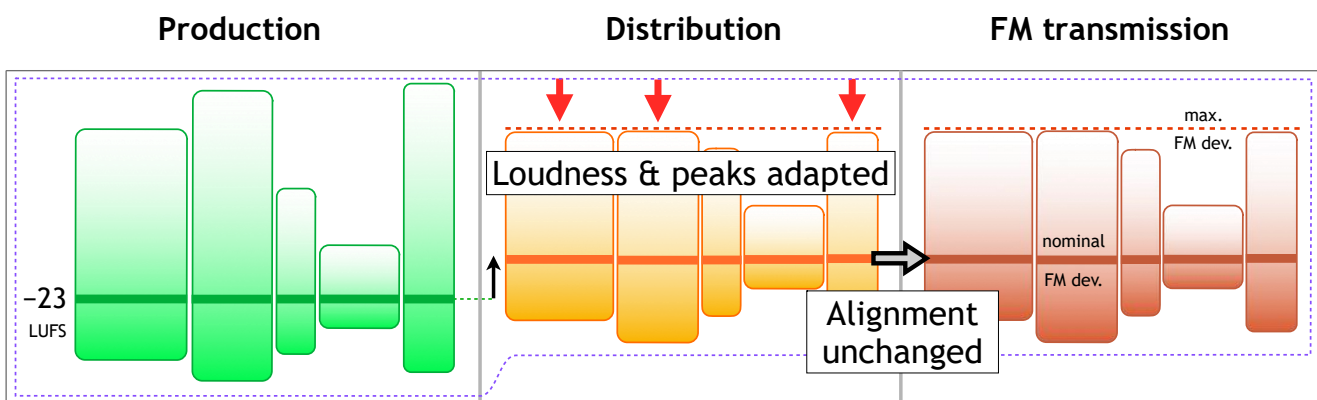 Production
Distribution
FM transmission
max.
FM dev.
Loudness & peaks adapted
nominal
FM dev.
–23
LUFS
Alignment
unchanged